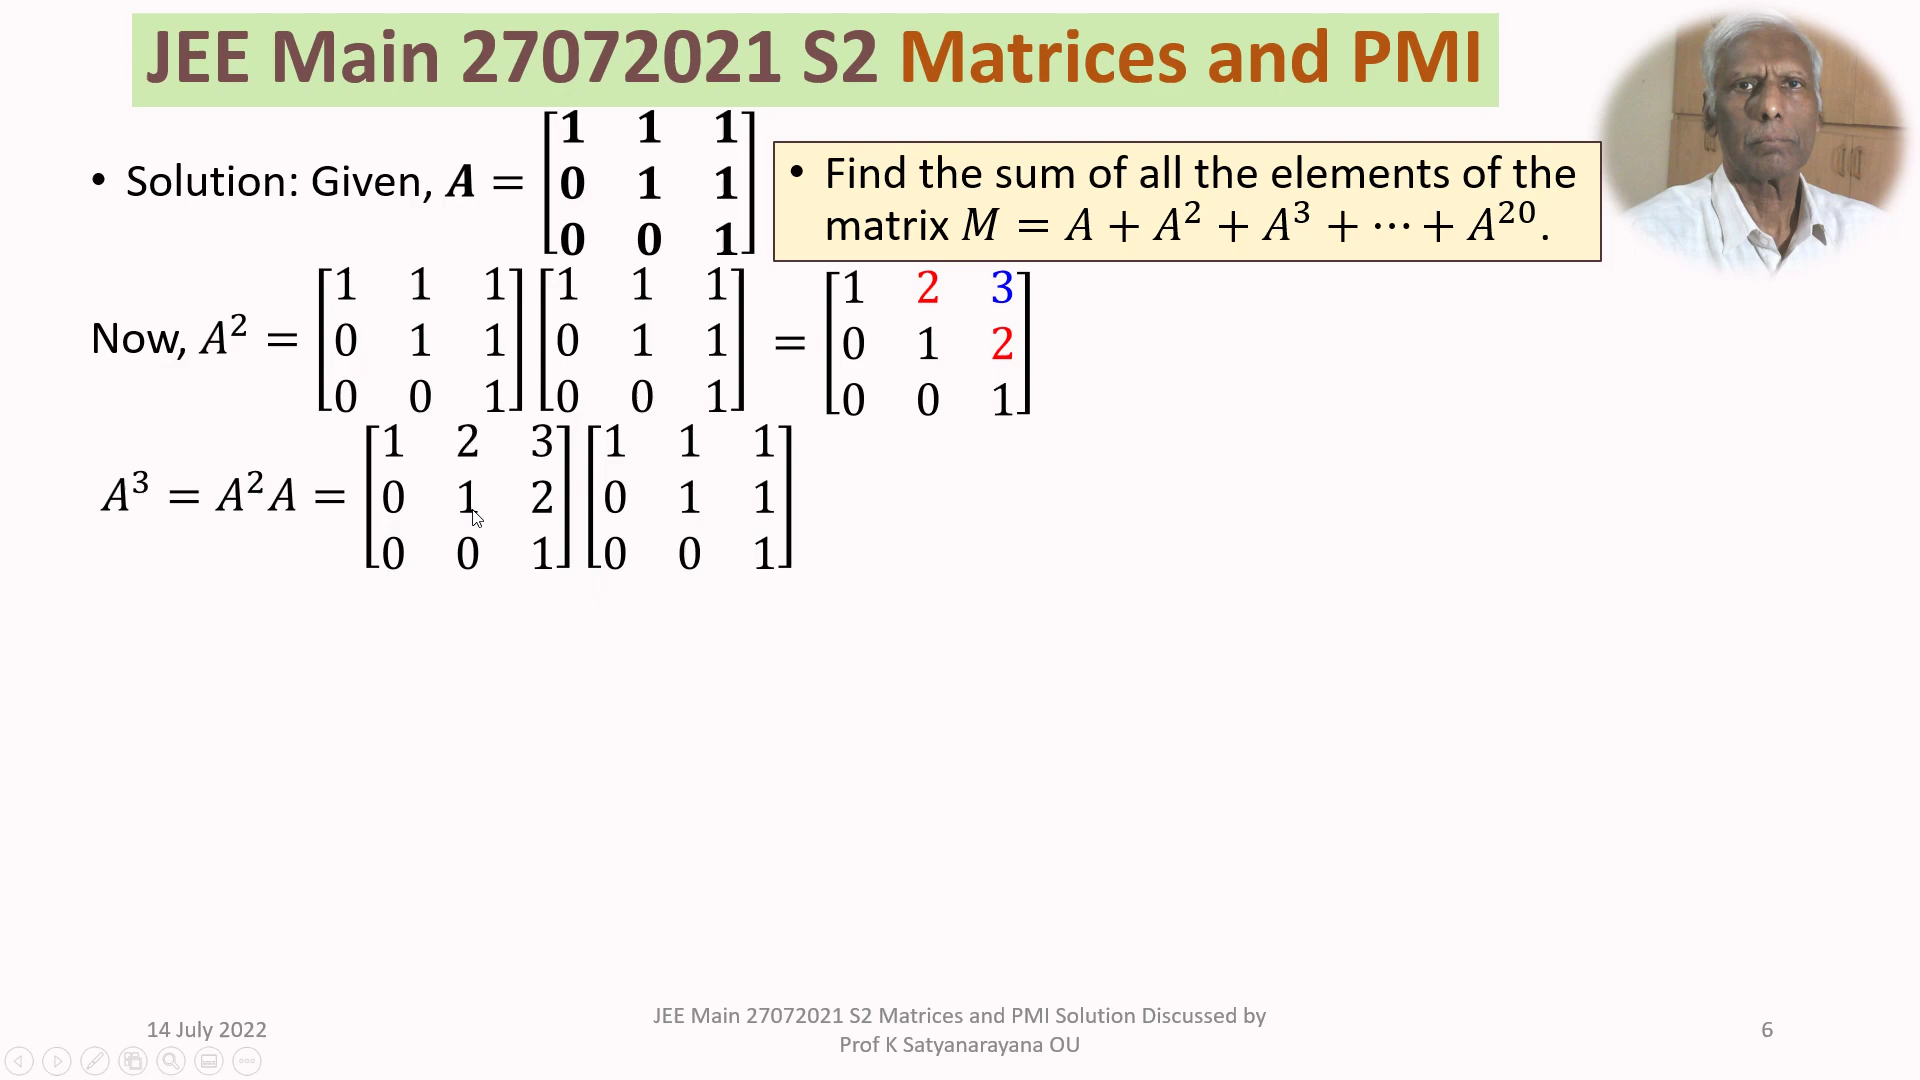 JEE Main 27072021 S2 Matrices and PMI
• Solution: Given, A = [1 1 1
0 1 1
0 0 1]
• Find the sum of all the elements of the
matrix M = A + A² + A³ + ⋯ + A²⁰.
Now, A² = [1 1 1 [1 1 1 = [1 2 3
0 1 1 0 1 1 0 1 2
0 0 1] 0 0 1] 0 0 1]
A³ = A²A = [1 2 3 [1 1 1
0 1 2 0 1 1
0 0 1] 0 0 1]
14 July 2022
JEE Main 27072021 S2 Matrices and PMI Solution Discussed by
Prof K Satyanarayana OU
6